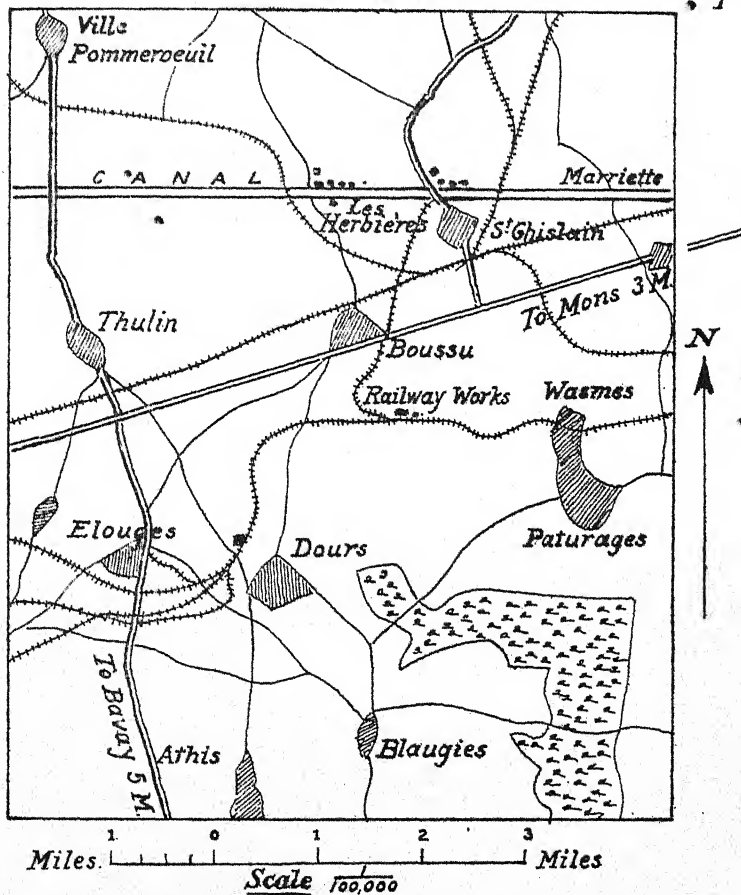 Ville
Pommeroeuil
CANAL
Marriette
Les
Herbières
St Ghislain
To Mons 3 M.
Thulin
Boussu
N
Railway Works
Wasmes
Elouges
Dours
Paturages
To Bavay 5 M.
Athis
Blaugies
1 0 1 2 3
Miles. Miles
Scale 1/100,000